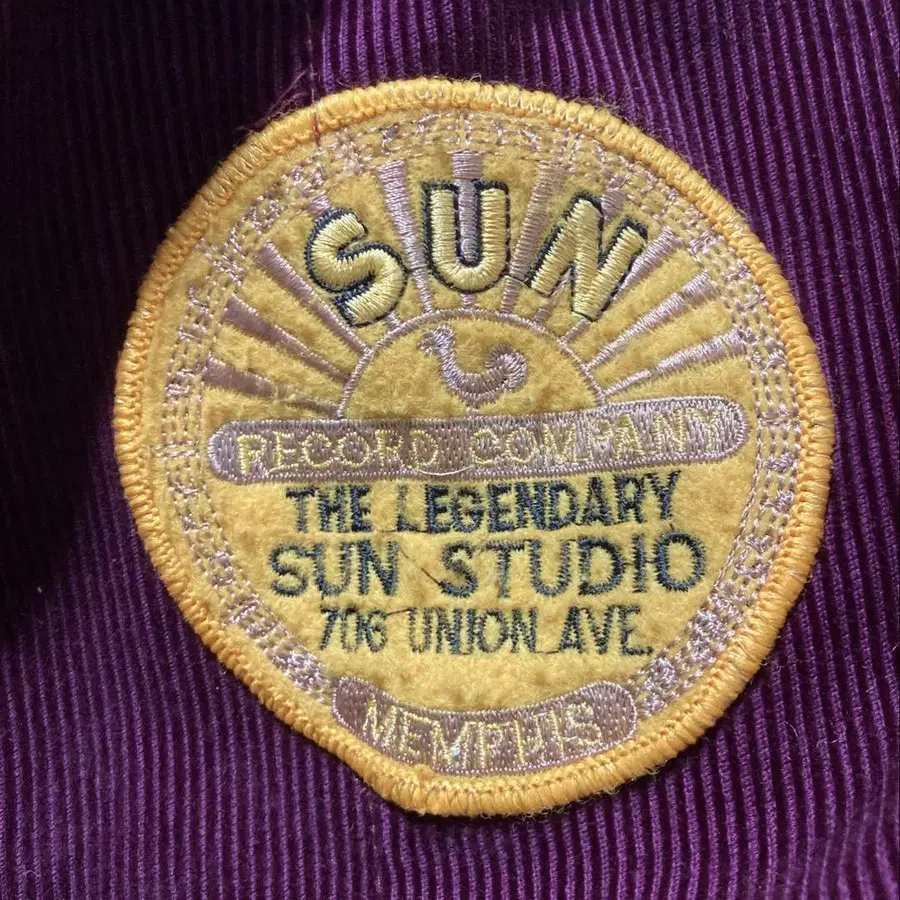 SUN
RECORD COMPANY
THE LEGENDARY
SUN STUDIO
706 UNION AVE.
MEMPHIS